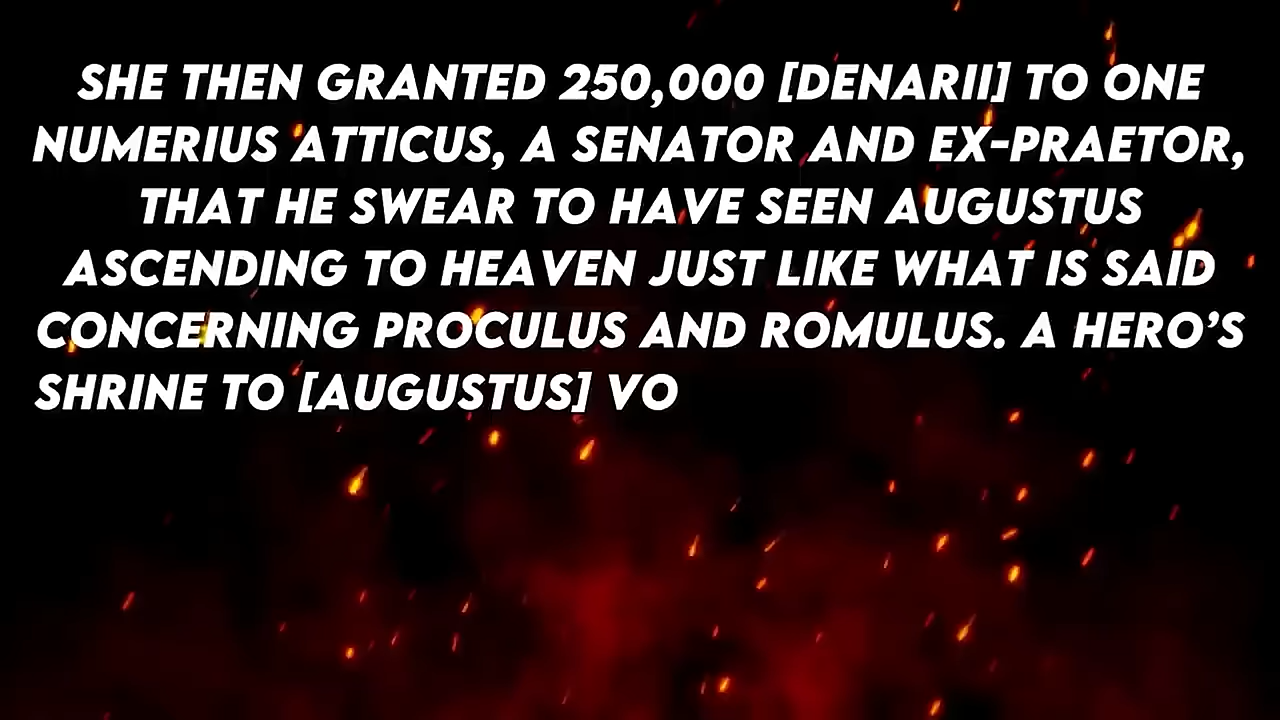 SHE THEN GRANTED 250,000 [DENARII] TO ONE
NUMERIUS ATTICUS, A SENATOR AND EX-PRAETOR,
THAT HE SWEAR TO HAVE SEEN AUGUSTUS
ASCENDING TO HEAVEN JUST LIKE WHAT IS SAID
CONCERNING PROCULUS AND ROMULUS. A HERO’S
SHRINE TO [AUGUSTUS] VO